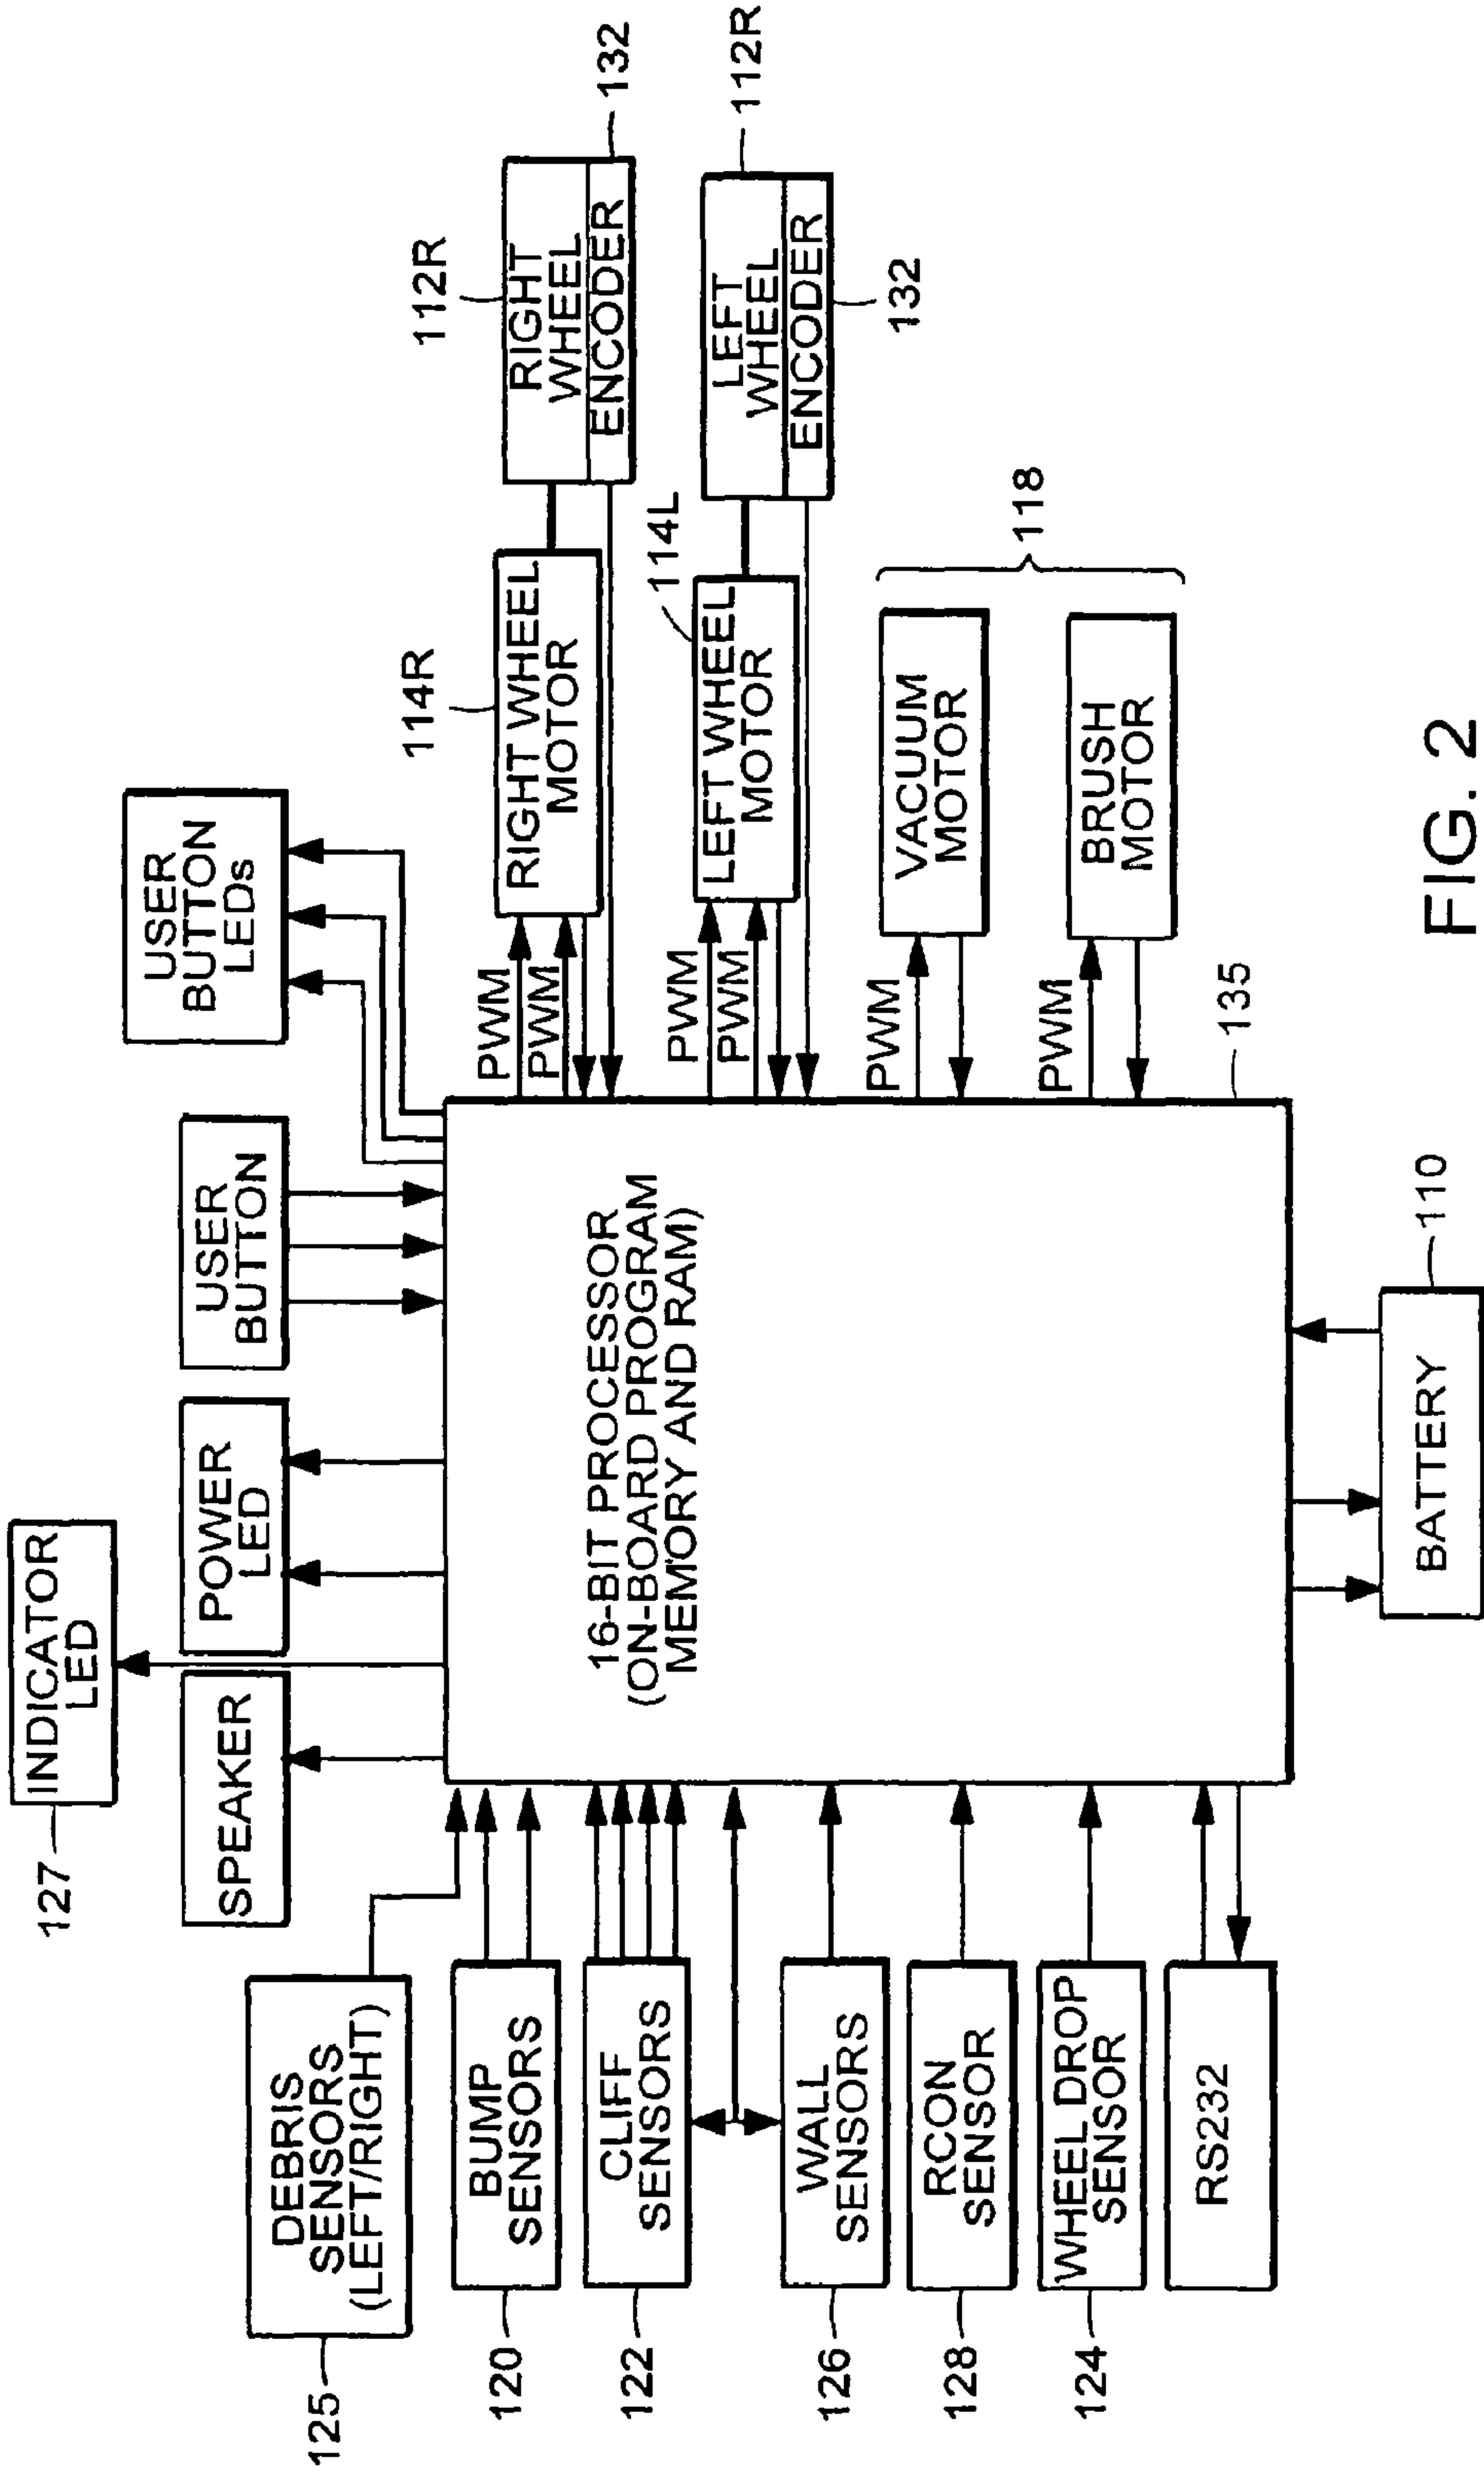 127
INDICATOR
LED
SPEAKER
POWER
LED
USER
BUTTON
USER
BUTTON
LEDs
125
DEBRIS
SENSORS
(LEFT/RIGHT)
120
BUMP
SENSORS
122
CLIFF
SENSORS
126
WALL
SENSORS
128
RCON
SENSOR
124
WHEEL DROP
SENSOR
RS232
16-BIT PROCESSOR
(ON-BOARD PROGRAM
MEMORY AND RAM)
135
BATTERY
110
PWM
PWM
114R
RIGHT WHEEL
MOTOR
112R
RIGHT
WHEEL
ENCODER
132
PWM
PWM
114L
LEFT WHEEL
MOTOR
112R
LEFT
WHEEL
ENCODER
132
PWM
VACUUM
MOTOR
118
PWM
BRUSH
MOTOR
FIG. 2